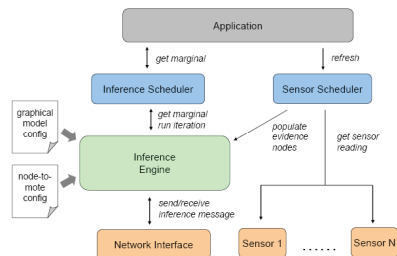 Application
get marginal
refresh
Inference Scheduler
Sensor Scheduler
graphical
model
config
get marginal
run iteration
populate
evidence
nodes
get sensor
reading
Inference
Engine
node-to-
mote
config
send/receive
inference message
Network Interface
Sensor 1
......
Sensor N